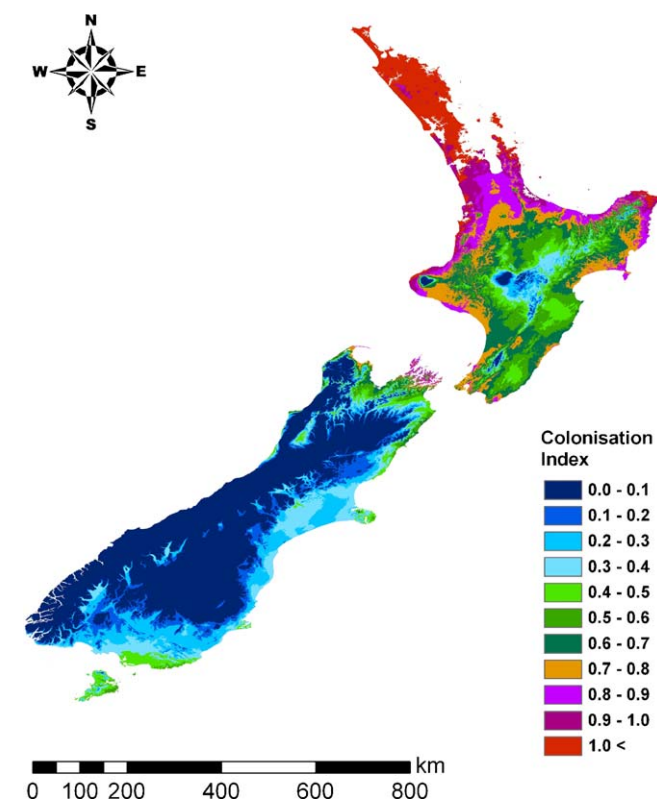 N
W E
S
Colonisation
Index
0.0 - 0.1
0.1 - 0.2
0.2 - 0.3
0.3 - 0.4
0.4 - 0.5
0.5 - 0.6
0.6 - 0.7
0.7 - 0.8
0.8 - 0.9
0.9 - 1.0
1.0 <
km
0 100 200 400 600 800